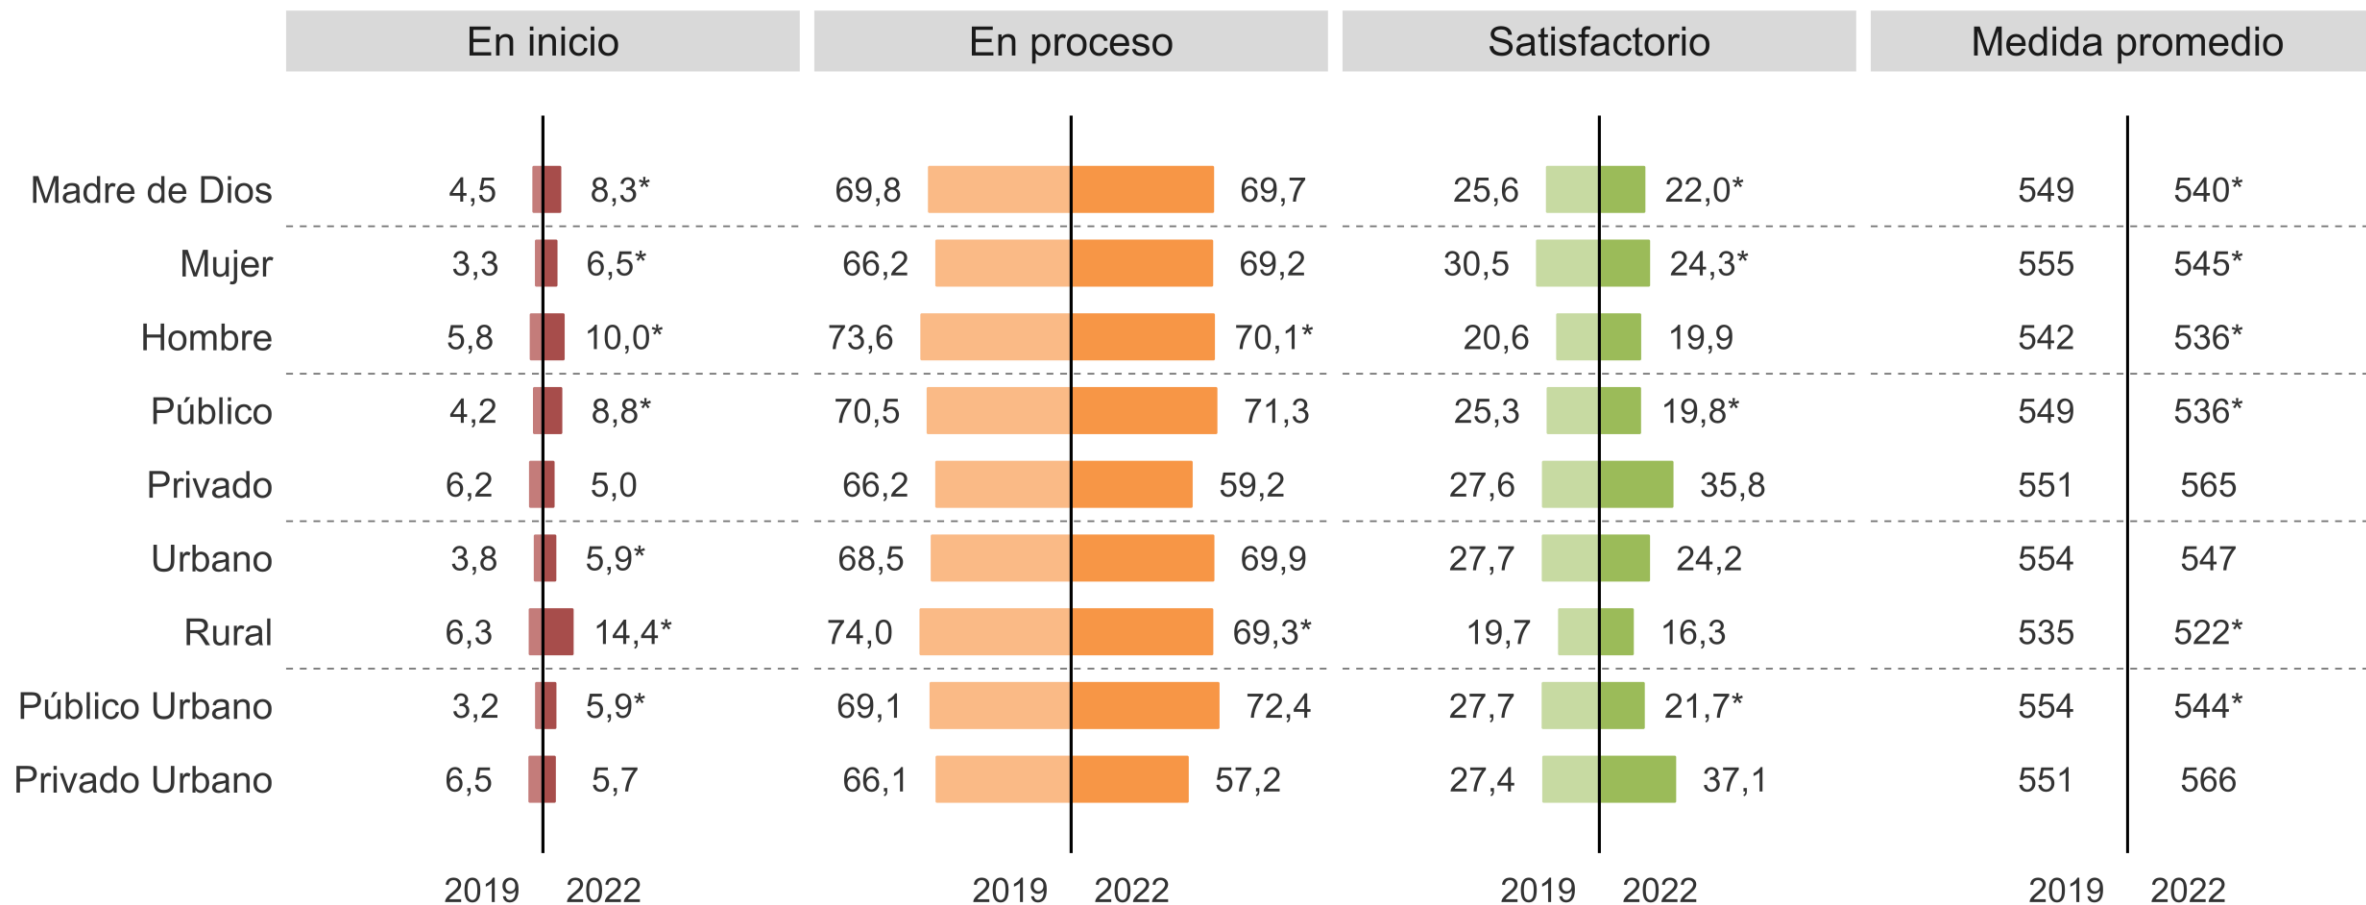 En inicio En proceso Satisfactorio Medida promedio
Madre de Dios 4,5 8,3* 69,8 69,7 25,6 22,0* 549 540*
Mujer 3,3 6,5* 66,2 69,2 30,5 24,3* 555 545*
Hombre 5,8 10,0* 73,6 70,1* 20,6 19,9 542 536*
Público 4,2 8,8* 70,5 71,3 25,3 19,8* 549 536*
Privado 6,2 5,0 66,2 59,2 27,6 35,8 551 565
Urbano 3,8 5,9* 68,5 69,9 27,7 24,2 554 547
Rural 6,3 14,4* 74,0 69,3* 19,7 16,3 535 522*
Público Urbano 3,2 5,9* 69,1 72,4 27,7 21,7* 554 544*
Privado Urbano 6,5 5,7 66,1 57,2 27,4 37,1 551 566
2019 2022 2019 2022 2019 2022 2019 2022